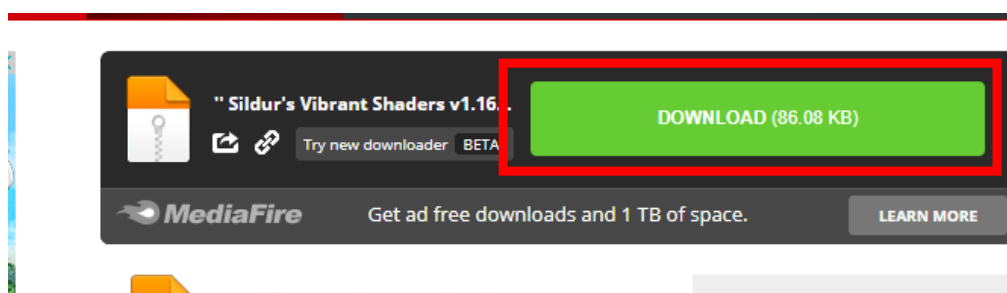 " Sildur's Vibrant Shaders v1.16...
DOWNLOAD (86.08 KB)
Try new downloader BETA
MediaFire
Get ad free downloads and 1 TB of space.
LEARN MORE